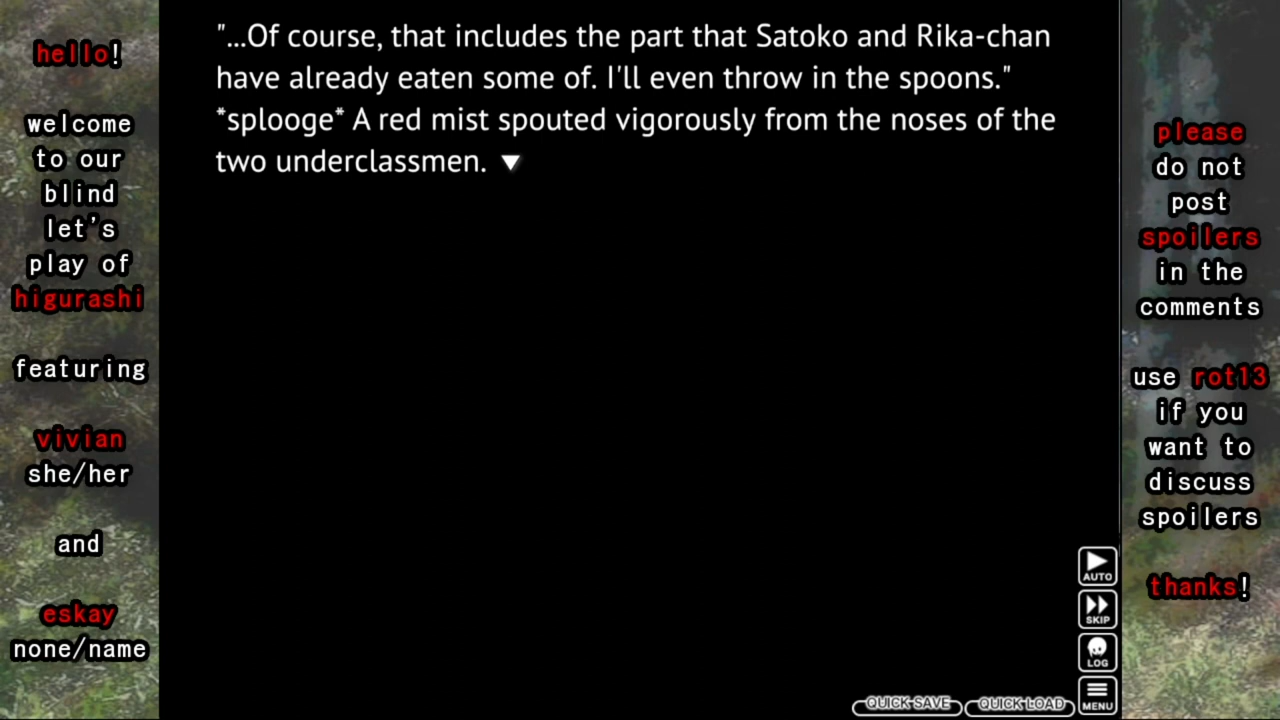 hello!
welcome
to our
blind
let's
play of
higurashi
featuring
vivian
she/her
and
eskay
none/name
"...Of course, that includes the part that Satoko and Rika-chan
have already eaten some of. I'll even throw in the spoons."
*splooge* A red mist spouted vigorously from the noses of the
two underclassmen.
please
do not
post
spoilers
in the
comments
use rot13
if you
want to
discuss
spoilers
thanks!
AUTO
SKIP
LOG
MENU
QUICK SAVE
QUICK LOAD